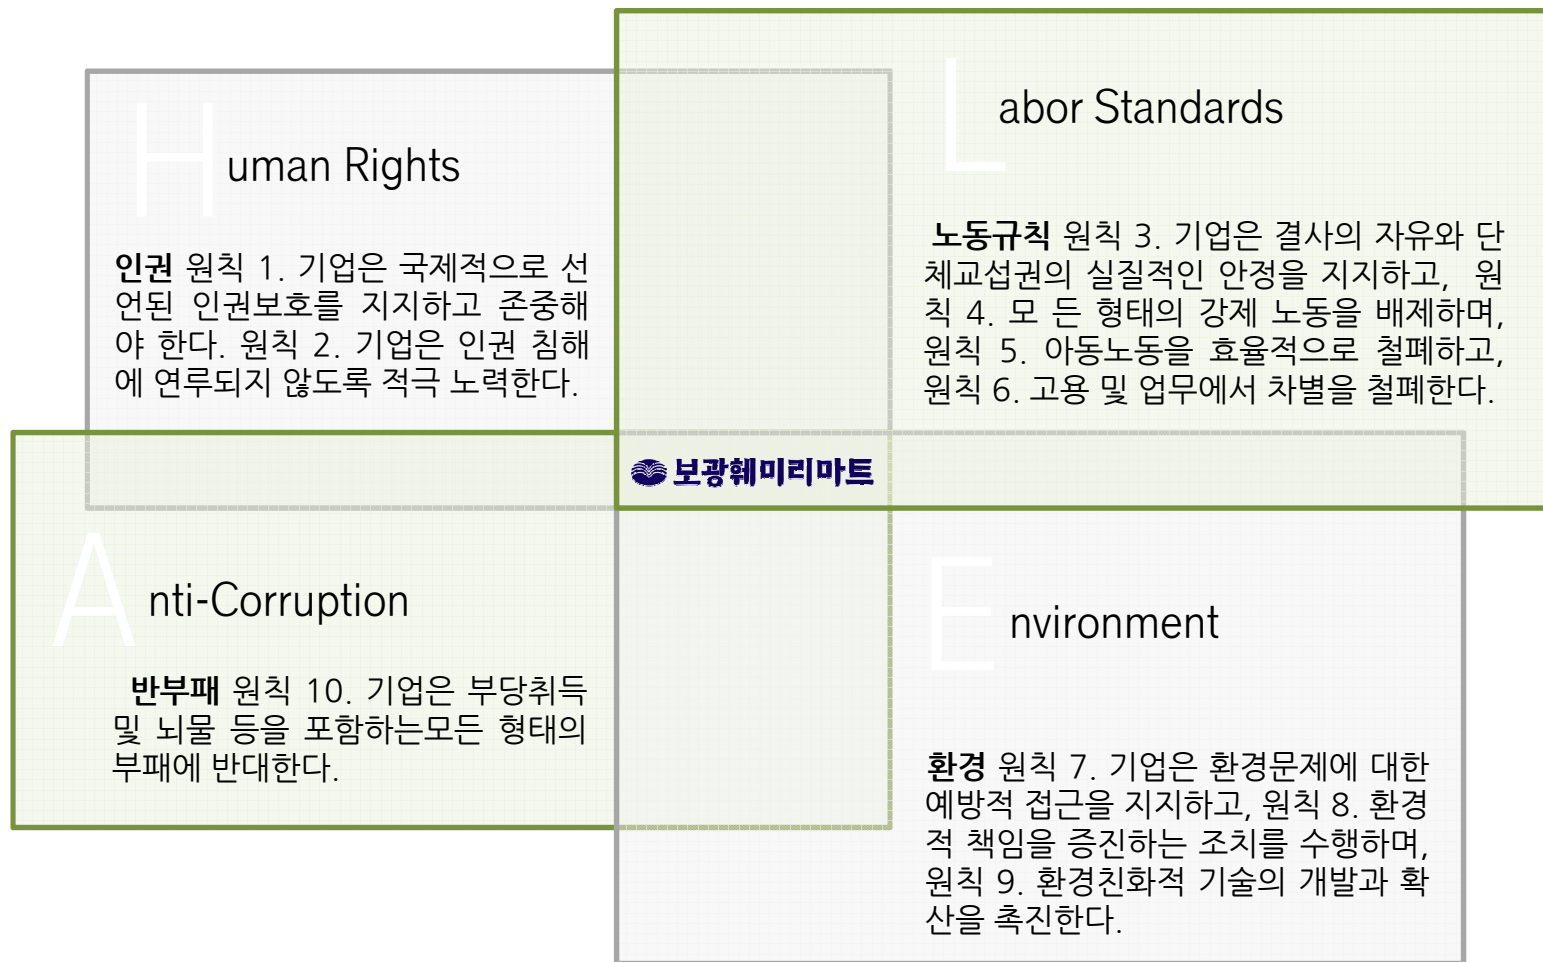 Human Rights
인권 원칙 1. 기업은 국제적으로 선
언된 인권보호를 지지하고 존중해
야 한다. 원칙 2. 기업은 인권 침해
에 연루되지 않도록 적극 노력한다.
Labor Standards
노동규칙 원칙 3. 기업은 결사의 자유와 단
체교섭권의 실질적인 안정을 지지하고, 원
칙 4. 모 든 형태의 강제 노동을 배제하며,
원칙 5. 아동노동을 효율적으로 철폐하고,
원칙 6. 고용 및 업무에서 차별을 철폐한다.
보광훼미리마트
Anti-Corruption
반부패 원칙 10. 기업은 부당취득
및 뇌물 등을 포함하는모든 형태의
부패에 반대한다.
Environment
환경 원칙 7. 기업은 환경문제에 대한
예방적 접근을 지지하고, 원칙 8. 환경
적 책임을 증진하는 조치를 수행하며,
원칙 9. 환경친화적 기술의 개발과 확
산을 촉진한다.